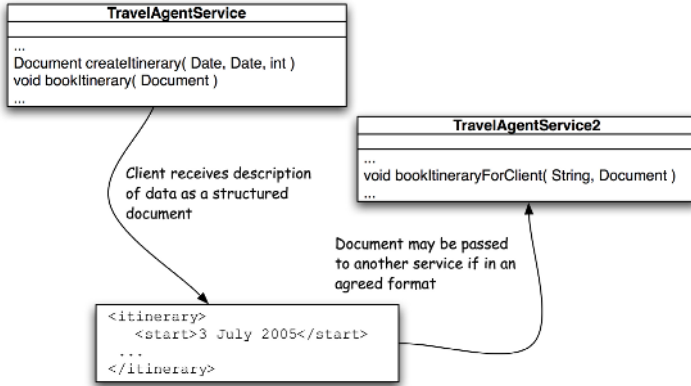 TravelAgentService
...
Document createItinerary( Date, Date, int )
void bookItinerary( Document )
...
TravelAgentService2
...
void bookItineraryForClient( String, Document )
...
Client receives description
of data as a structured
document
Document may be passed
to another service if in an
agreed format
<itinerary>
<start>3 July 2005</start>
...
</itinerary>